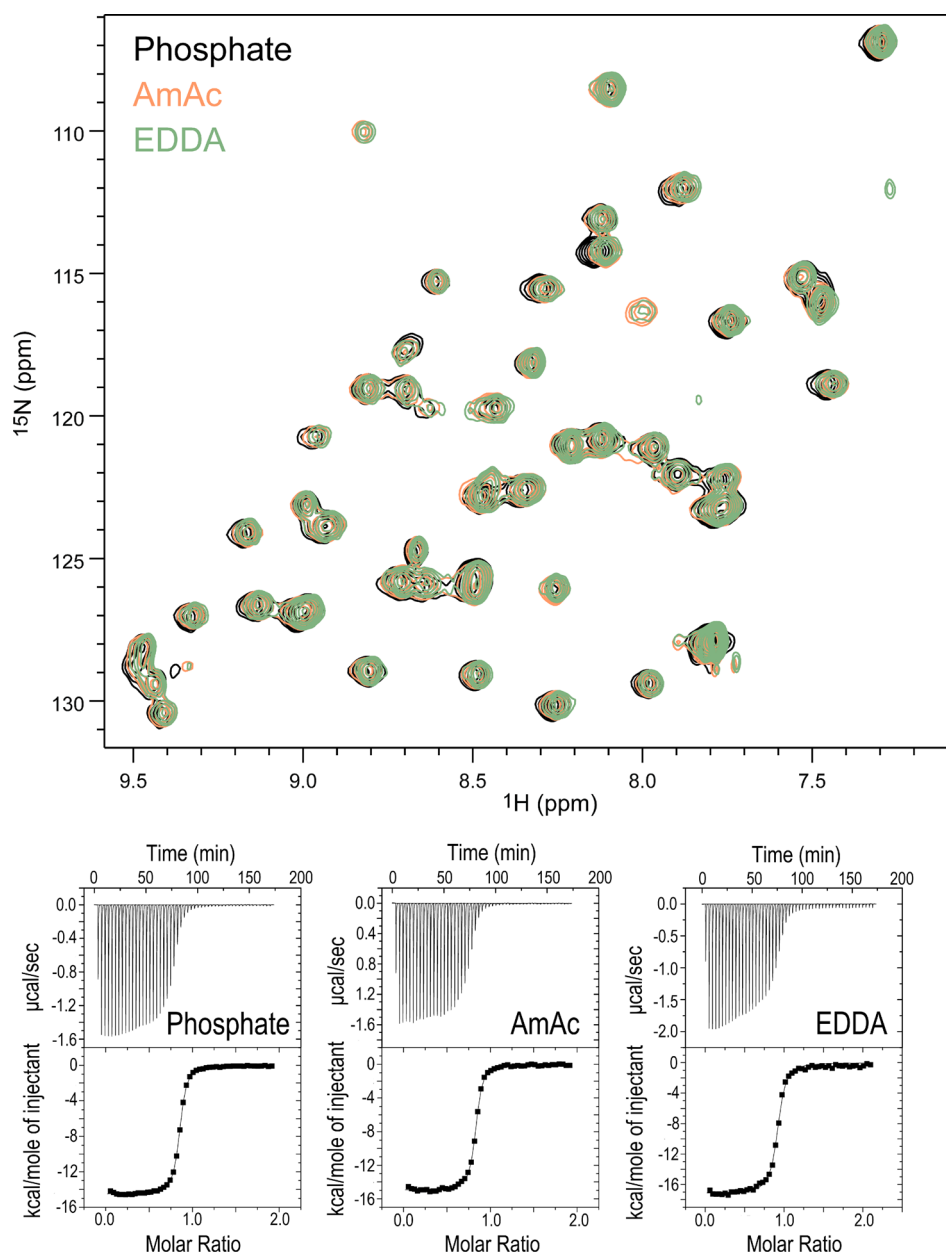 Phosphate
AmAc
EDDA
110
115
120
125
130
15N (ppm)
9.5 9.0 8.5 8.0 7.5
1H (ppm)
Time (min)
0 50 100 150 200
0.0
-0.4
-0.8
-1.2
-1.6
µcal/sec
Phosphate
0
-4
-8
-12
-16
kcal/mole of injectant
0.0 1.0 2.0
Molar Ratio
Time (min)
0 50 100 150 200
0.0
-0.4
-0.8
-1.2
-1.6
µcal/sec
AmAc
0
-4
-8
-12
-16
kcal/mole of injectant
0.0 1.0 2.0
Molar Ratio
Time (min)
0 50 100 150 200
0.0
-0.5
-1.0
-1.5
-2.0
µcal/sec
EDDA
0
-4
-8
-12
-16
kcal/mole of injectant
0.0 1.0 2.0
Molar Ratio